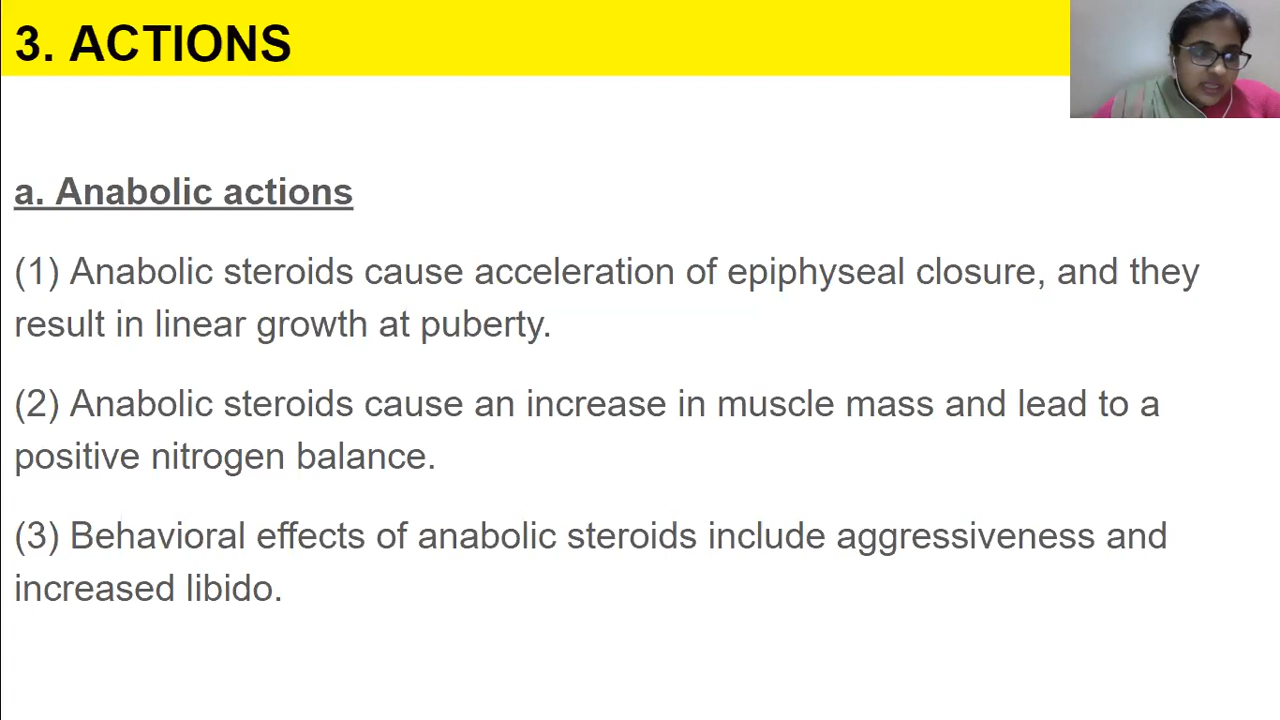 3. ACTIONS
a. Anabolic actions
(1) Anabolic steroids cause acceleration of epiphyseal closure, and they
result in linear growth at puberty.
(2) Anabolic steroids cause an increase in muscle mass and lead to a
positive nitrogen balance.
(3) Behavioral effects of anabolic steroids include aggressiveness and
increased libido.